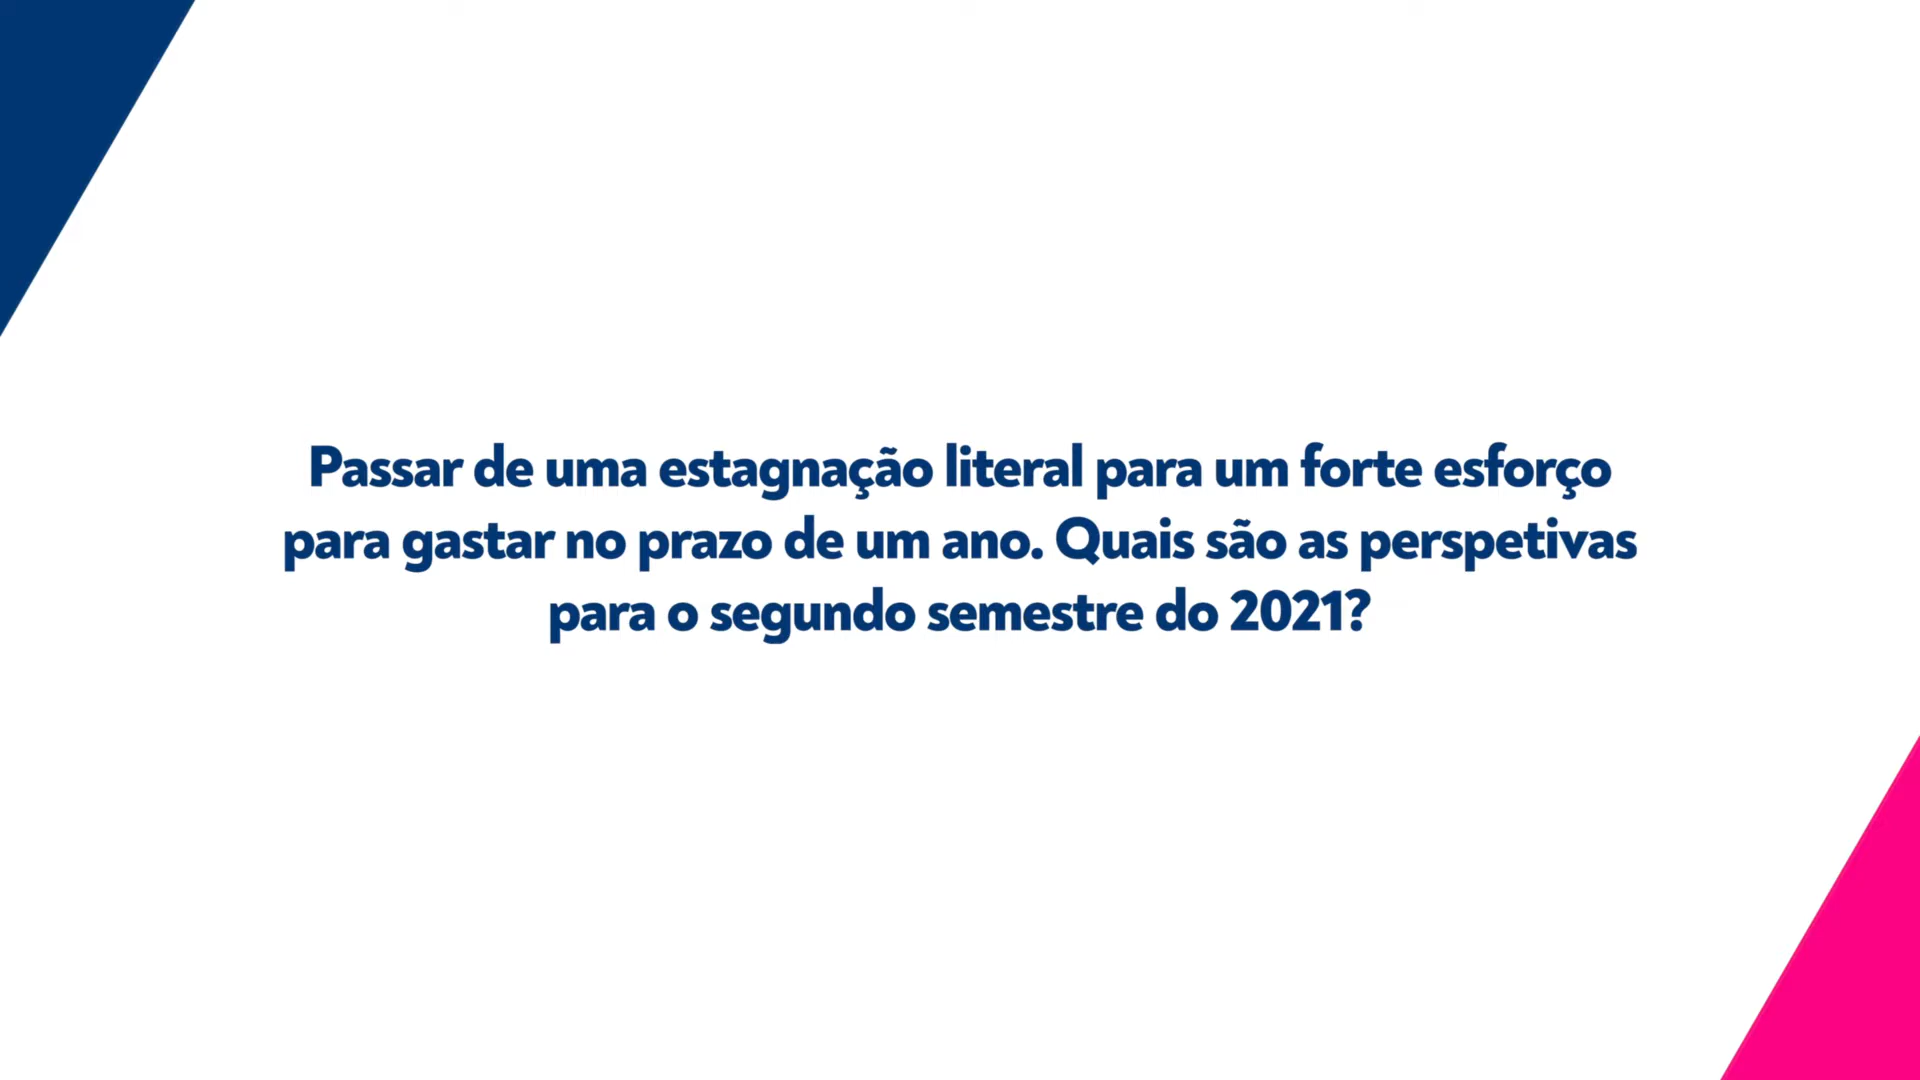 Passar de uma estagnação literal para um forte esforço
para gastar no prazo de um ano. Quais são as perspetivas
para o segundo semestre do 2021?